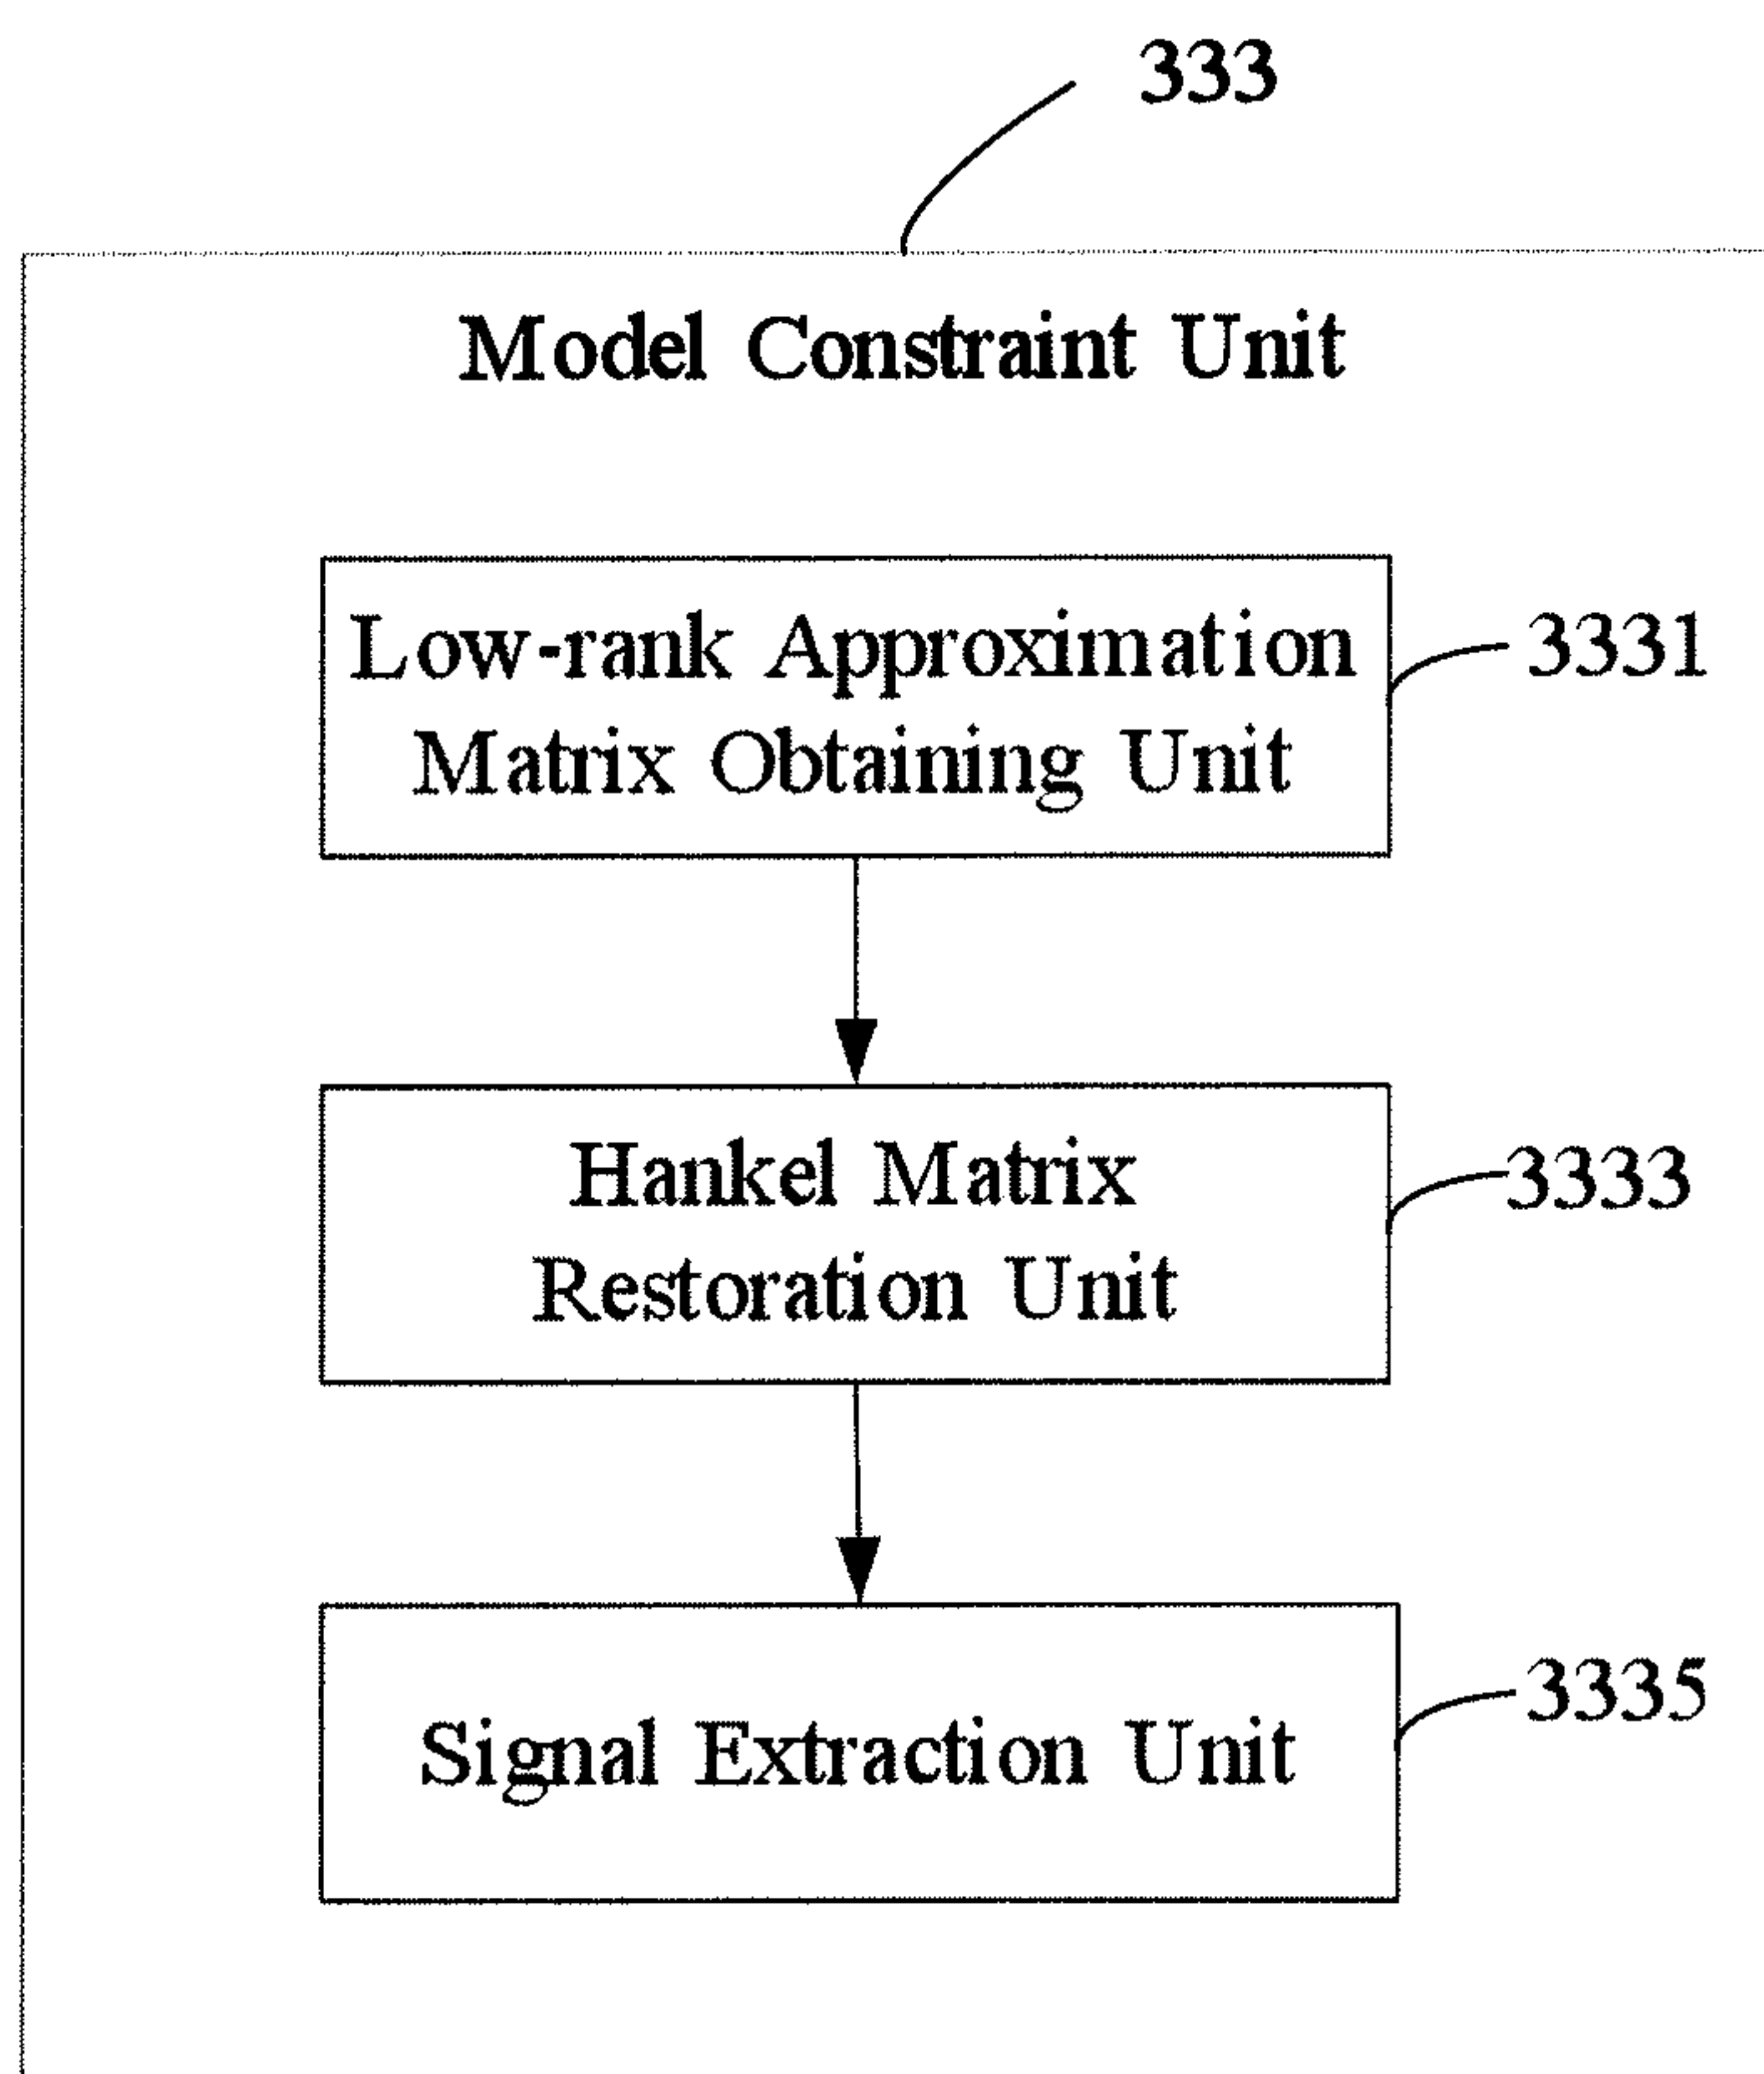 333
Model Constraint Unit
Low-rank Approximation
Matrix Obtaining Unit
3331
Hankel Matrix
Restoration Unit
3333
Signal Extraction Unit
3335